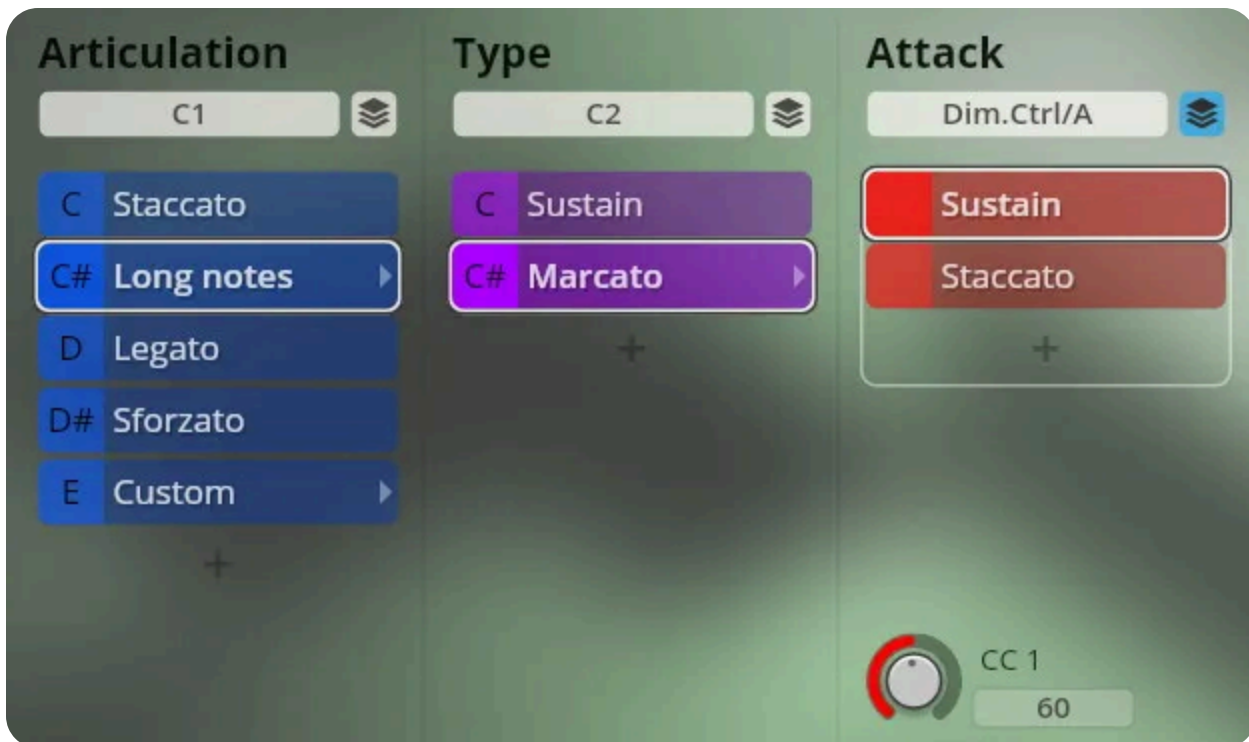 Articulation
C1
C Staccato
C# Long notes
D Legato
D# Sforzato
E Custom
+
Type
C2
C Sustain
C# Marcato
+
Attack
Dim.Ctrl/A
Sustain
Staccato
+
CC 1
60